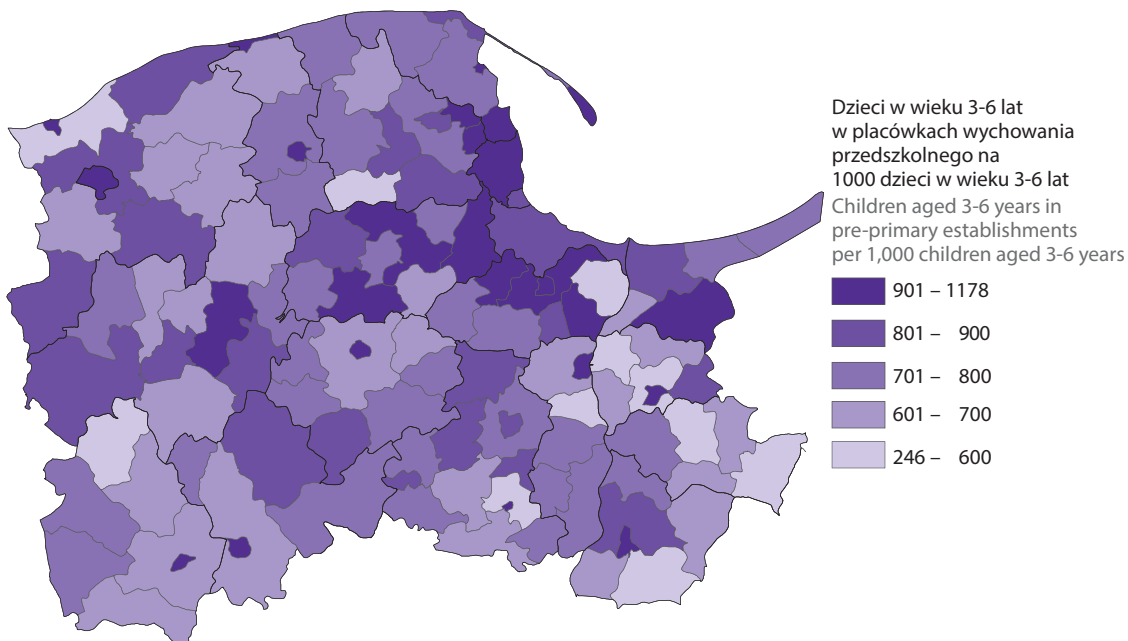 Dzieci w wieku 3-6 lat
w placówkach wychowania
przedszkolnego na
1000 dzieci w wieku 3-6 lat
Children aged 3-6 years in
pre-primary establishments
per 1,000 children aged 3-6 years
901 – 1178
801 – 900
701 – 800
601 – 700
246 – 600